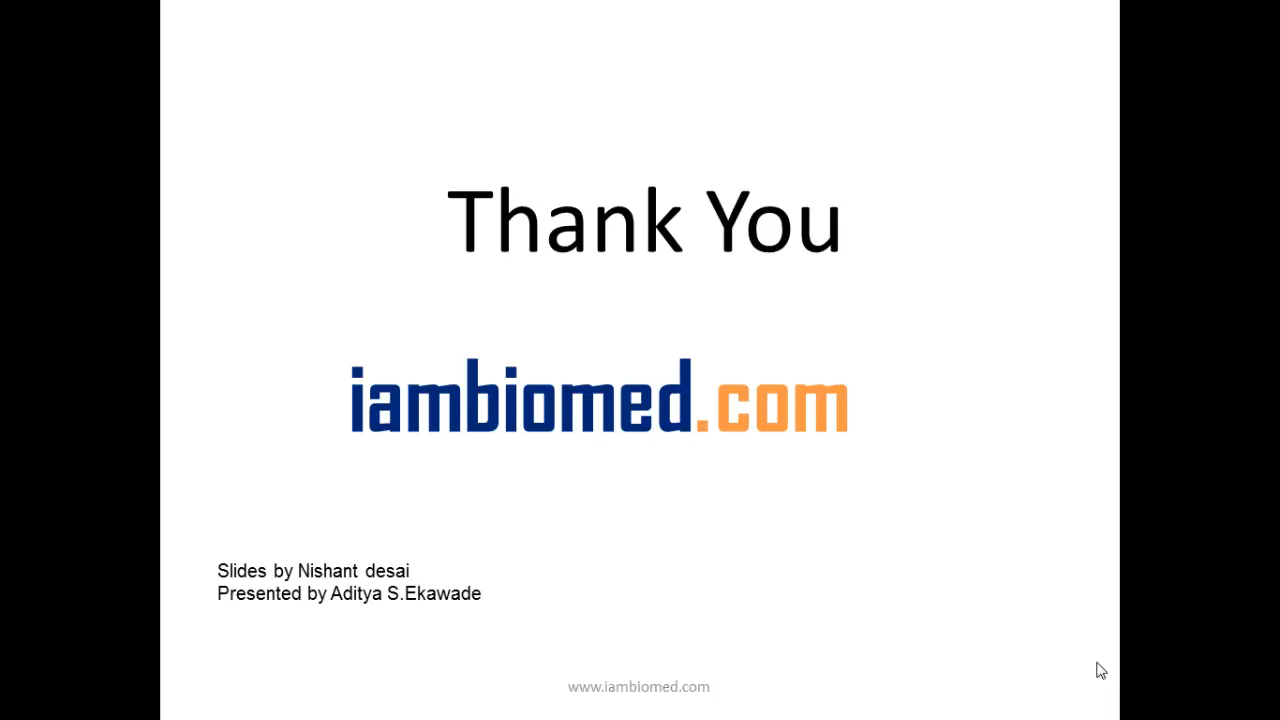 Thank You
iambiomed.com
Slides by Nishant desai
Presented by Aditya S.Ekawade
www.iambiomed.com